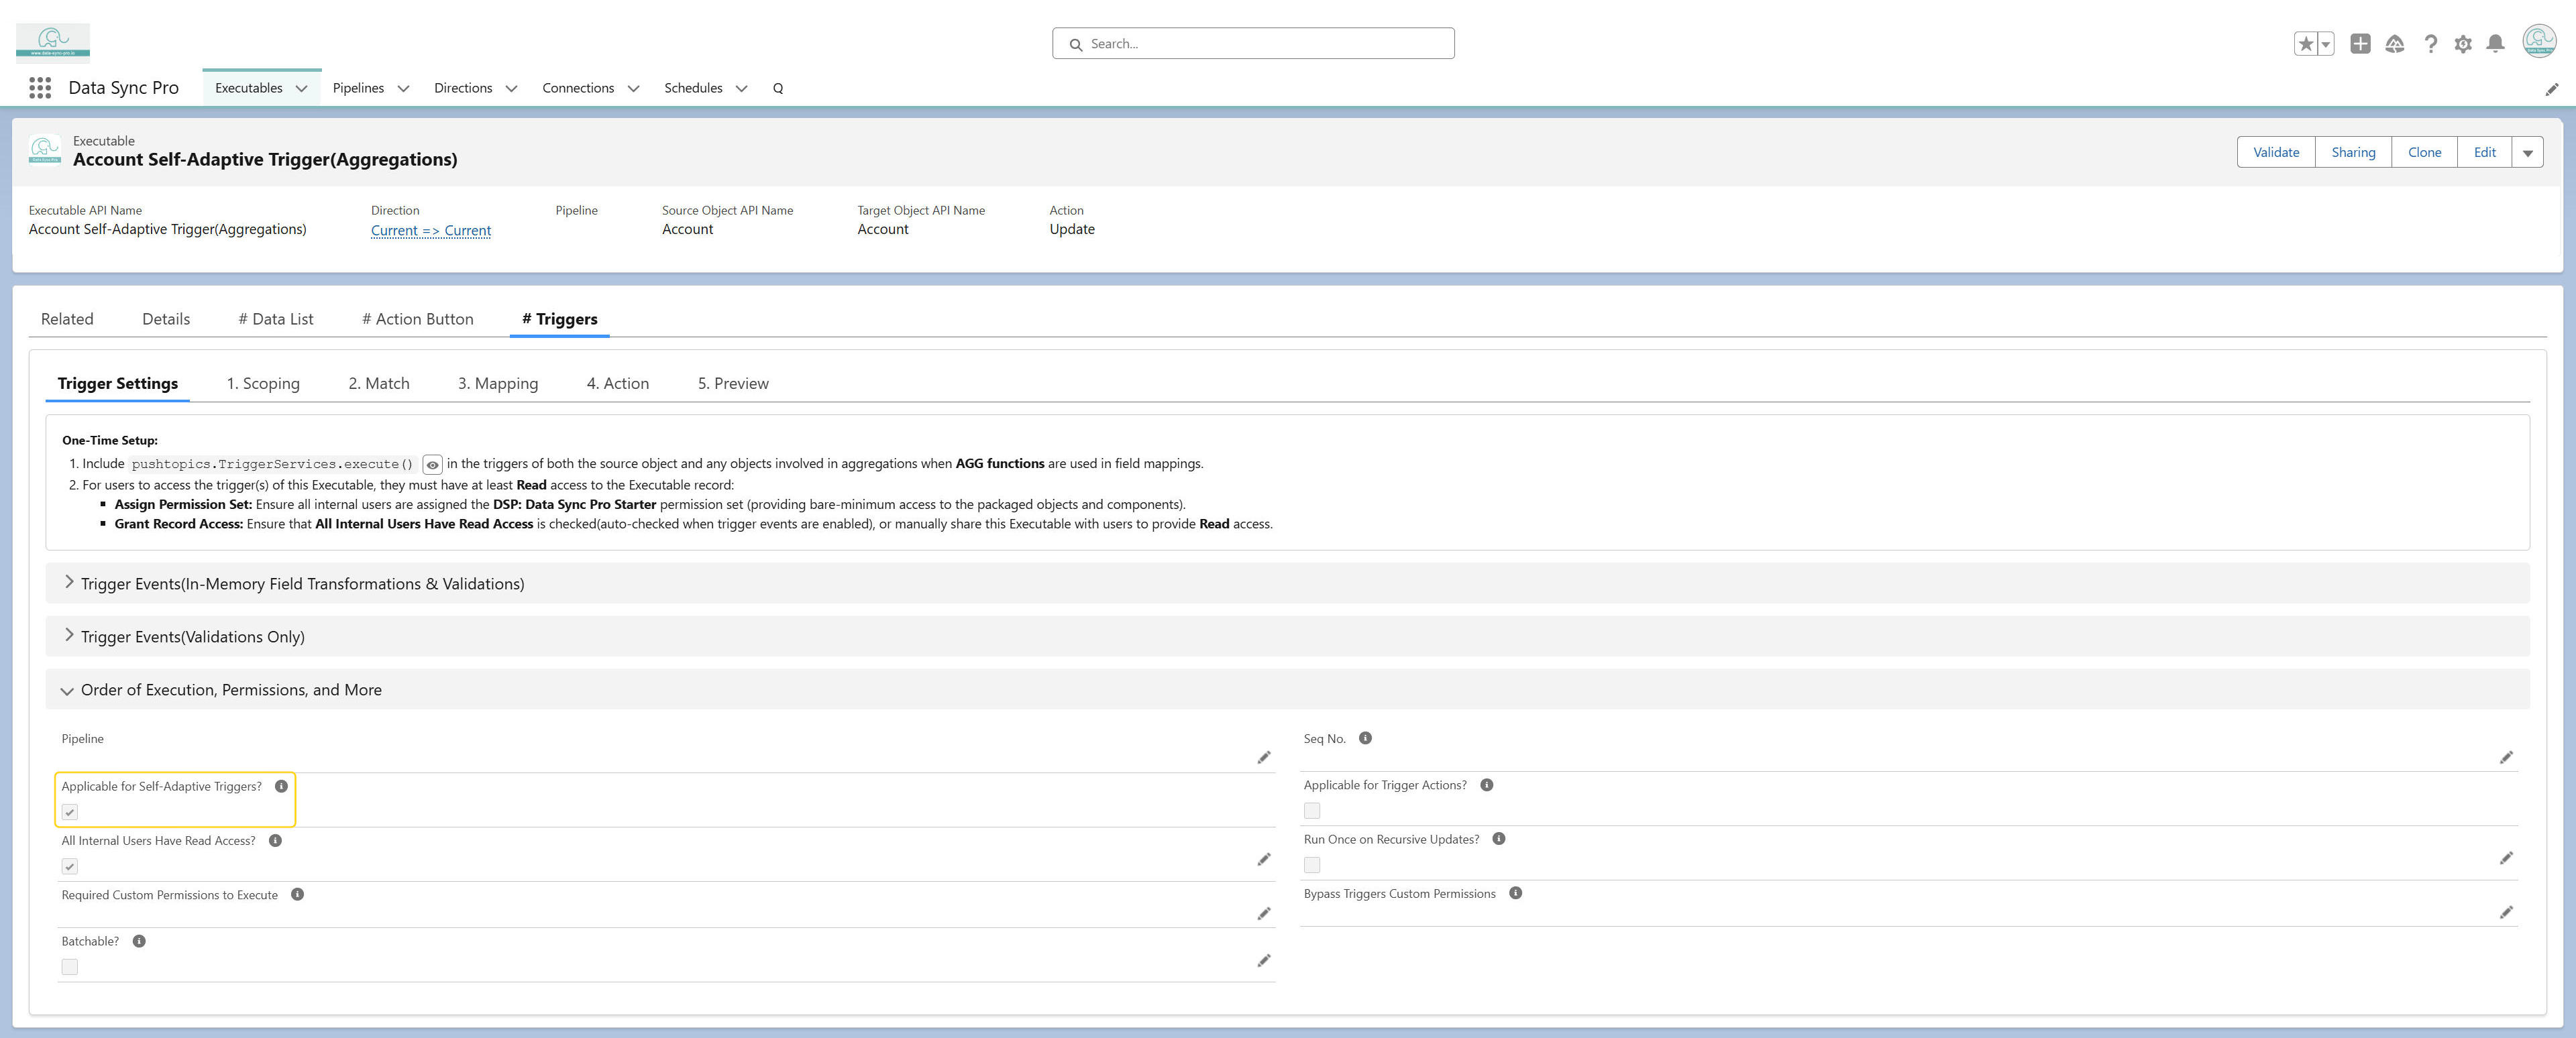 www.data-sync-pro.io
Search...
Data Sync Pro
Executables
Pipelines
Directions
Connections
Schedules
Q
Executable
Account Self-Adaptive Trigger(Aggregations)
Validate
Sharing
Clone
Edit
Executable API Name
Account Self-Adaptive Trigger(Aggregations)
Direction
Current => Current
Pipeline
Source Object API Name
Account
Target Object API Name
Account
Action
Update
Related
Details
# Data List
# Action Button
# Triggers
Trigger Settings
1. Scoping
2. Match
3. Mapping
4. Action
5. Preview
One-Time Setup:
1. Include pushtopics.TriggerServices.execute() in the triggers of both the source object and any objects involved in aggregations when AGG functions are used in field mappings.
2. For users to access the trigger(s) of this Executable, they must have at least Read access to the Executable record:
▪ Assign Permission Set: Ensure all internal users are assigned the DSP: Data Sync Pro Starter permission set (providing bare-minimum access to the packaged objects and components).
▪ Grant Record Access: Ensure that All Internal Users Have Read Access is checked(auto-checked when trigger events are enabled), or manually share this Executable with users to provide Read access.
Trigger Events(In-Memory Field Transformations & Validations)
Trigger Events(Validations Only)
Order of Execution, Permissions, and More
Pipeline
Seq No.
Applicable for Self-Adaptive Triggers?
Applicable for Trigger Actions?
All Internal Users Have Read Access?
Run Once on Recursive Updates?
Required Custom Permissions to Execute
Bypass Triggers Custom Permissions
Batchable?